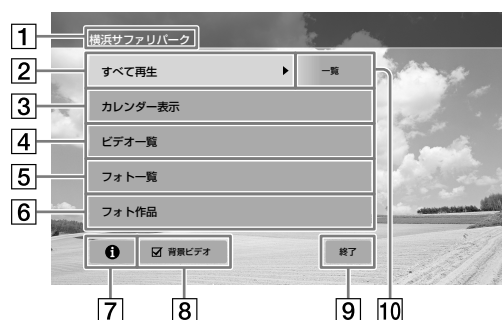 1 横浜サファリパーク
2 すべて再生 一覧
3 カレンダー表示
4 ビデオ一覧
5 フォト一覧
6 フォト作品
i 背景ビデオ 終了
7 8 9 10